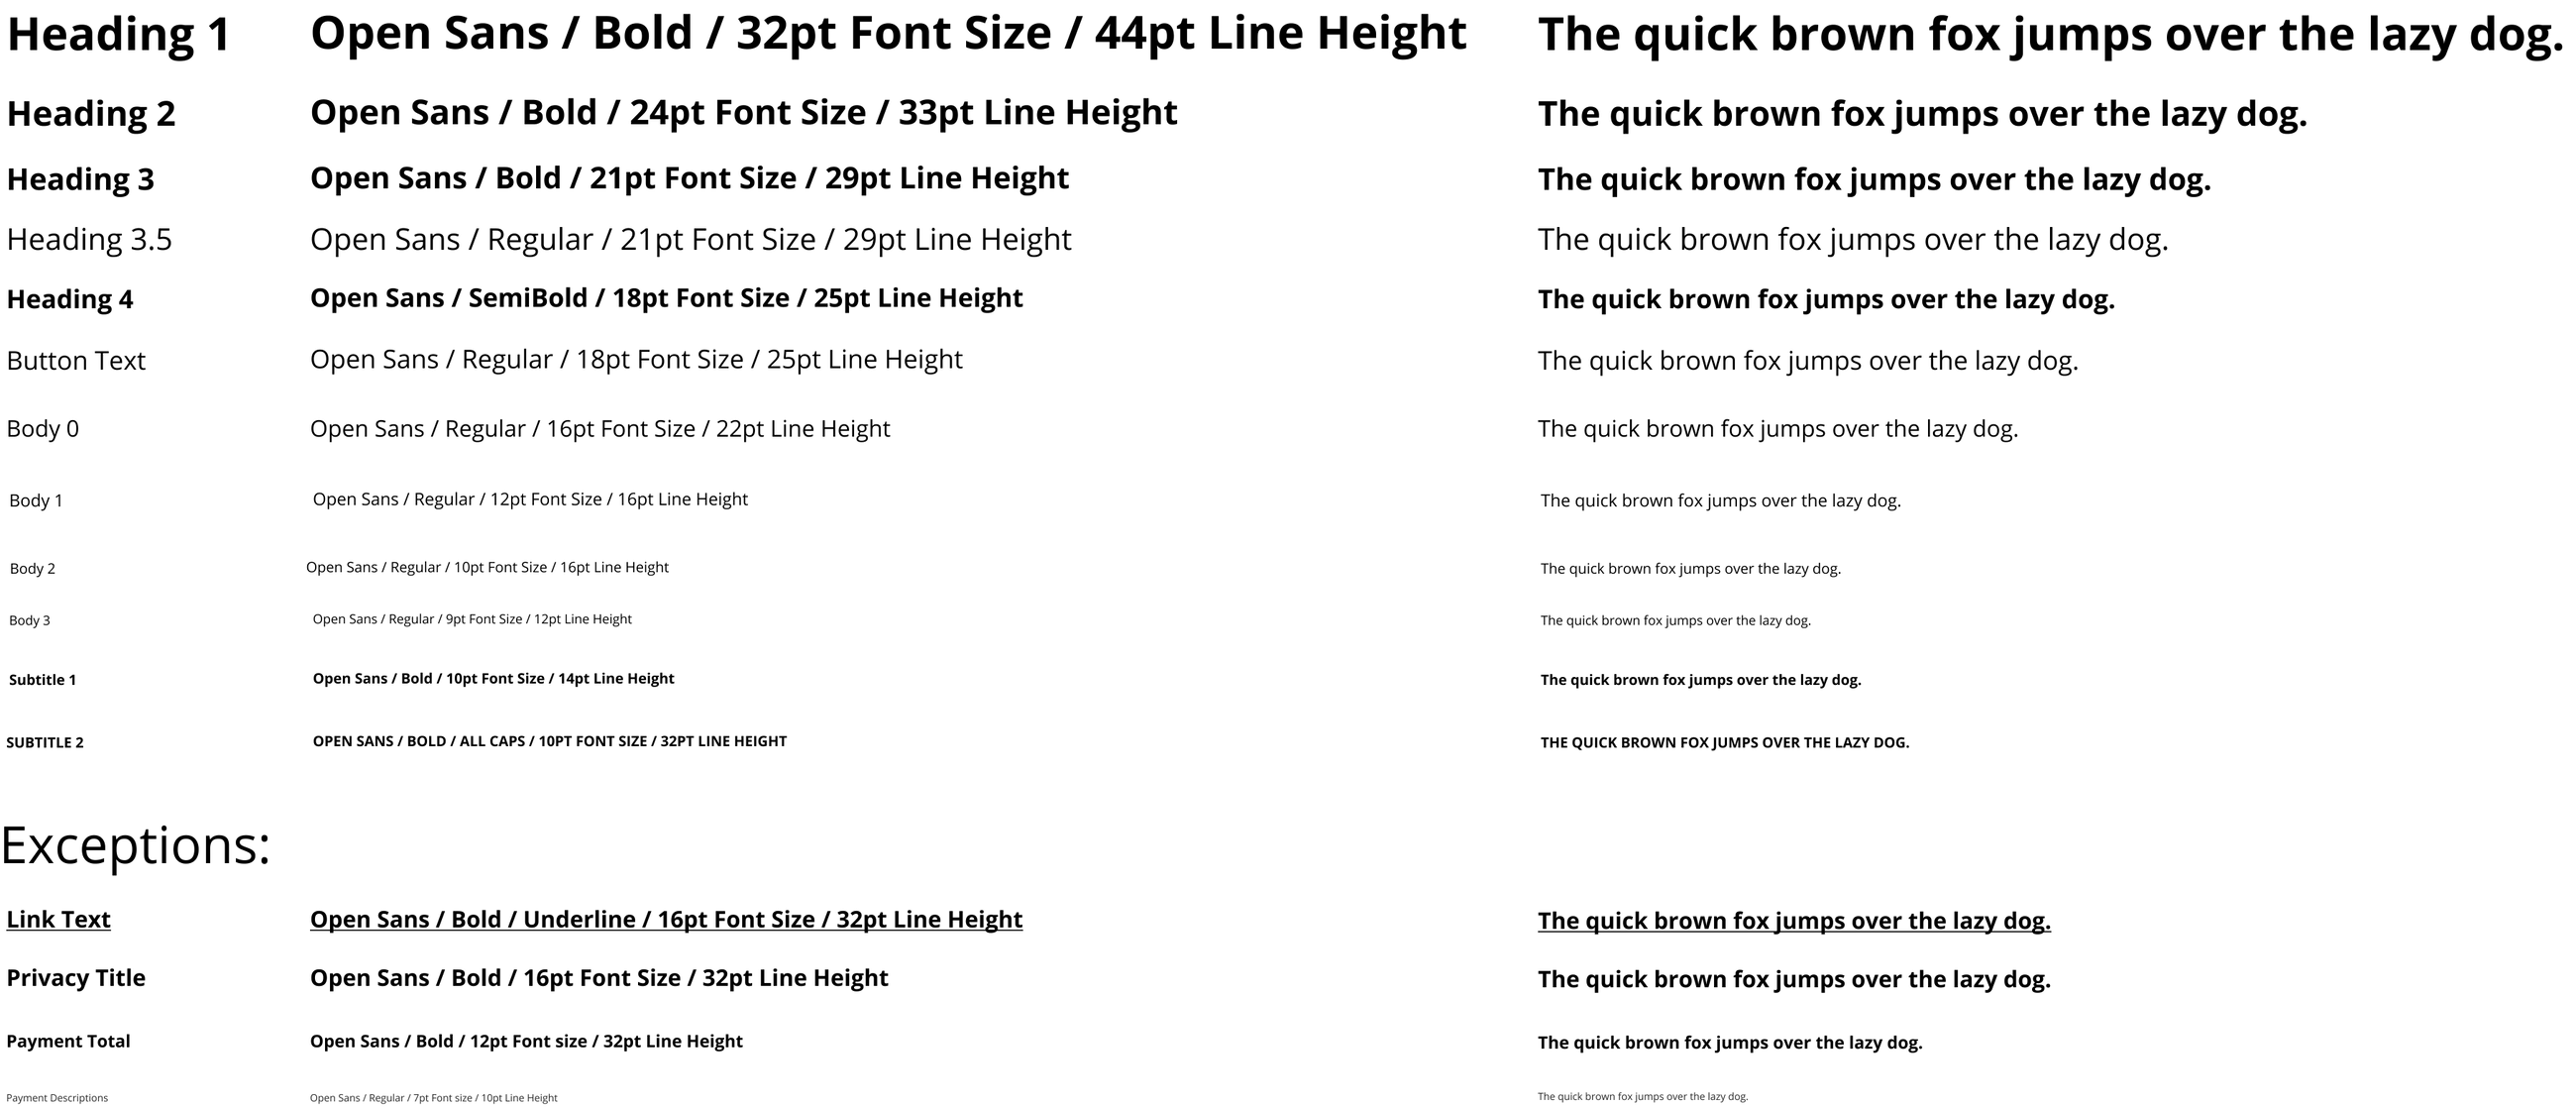 Heading 1 Open Sans / Bold / 32pt Font Size / 44pt Line Height The quick brown fox jumps over the lazy dog.
Heading 2 Open Sans / Bold / 24pt Font Size / 33pt Line Height The quick brown fox jumps over the lazy dog.
Heading 3 Open Sans / Bold / 21pt Font Size / 29pt Line Height The quick brown fox jumps over the lazy dog.
Heading 3.5 Open Sans / Regular / 21pt Font Size / 29pt Line Height The quick brown fox jumps over the lazy dog.
Heading 4 Open Sans / SemiBold / 18pt Font Size / 25pt Line Height The quick brown fox jumps over the lazy dog.
Button Text Open Sans / Regular / 18pt Font Size / 25pt Line Height The quick brown fox jumps over the lazy dog.
Body 0 Open Sans / Regular / 16pt Font Size / 22pt Line Height The quick brown fox jumps over the lazy dog.
Body 1 Open Sans / Regular / 12pt Font Size / 16pt Line Height The quick brown fox jumps over the lazy dog.
Body 2 Open Sans / Regular / 10pt Font Size / 16pt Line Height The quick brown fox jumps over the lazy dog.
Body 3 Open Sans / Regular / 9pt Font Size / 12pt Line Height The quick brown fox jumps over the lazy dog.
Subtitle 1 Open Sans / Bold / 10pt Font Size / 14pt Line Height The quick brown fox jumps over the lazy dog.
SUBTITLE 2 OPEN SANS / BOLD / ALL CAPS / 10PT FONT SIZE / 32PT LINE HEIGHT THE QUICK BROWN FOX JUMPS OVER THE LAZY DOG.
Exceptions:
Link Text Open Sans / Bold / Underline / 16pt Font Size / 32pt Line Height The quick brown fox jumps over the lazy dog.
Privacy Title Open Sans / Bold / 16pt Font Size / 32pt Line Height The quick brown fox jumps over the lazy dog.
Payment Total Open Sans / Bold / 12pt Font size / 32pt Line Height The quick brown fox jumps over the lazy dog.
Payment Descriptions Open Sans / Regular / 7pt Font size / 10pt Line Height The quick brown fox jumps over the lazy dog.